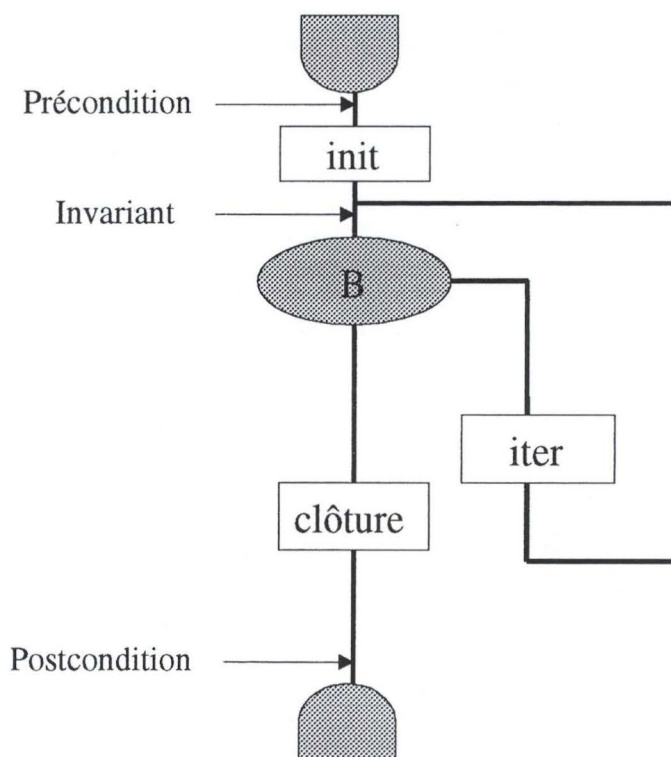 Précondition
init
Invariant
B
iter
clôture
Postcondition